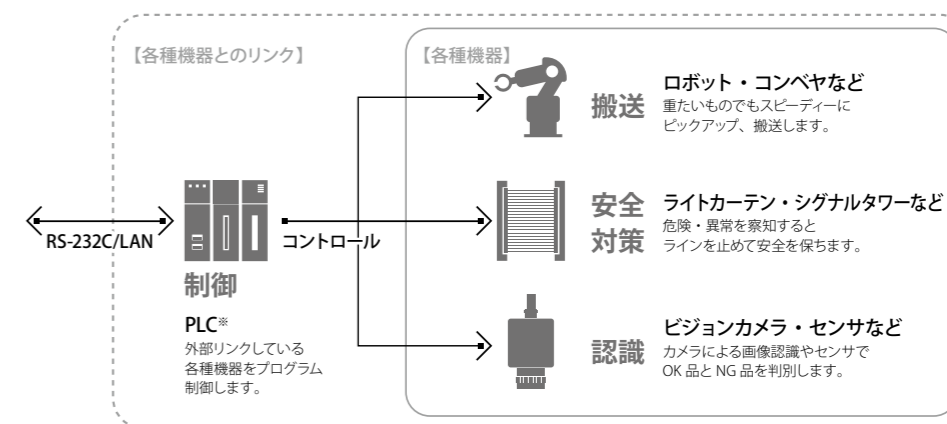 【各種機器とのリンク】
【各種機器】
搬送
ロボット・コンベヤなど
重たいものでもスピーディーに
ピックアップ、搬送します。
RS-232C/LAN
コントロール
制御
PLC※
外部リンクしている
各種機器をプログラム
制御します。
安全
対策
ライトカーテン・シグナルタワーなど
危険・異常を察知すると
ラインを止めて安全を保ちます。
認識
ビジョンカメラ・センサなど
カメラによる画像認識やセンサで
OK 品と NG 品を判別します。